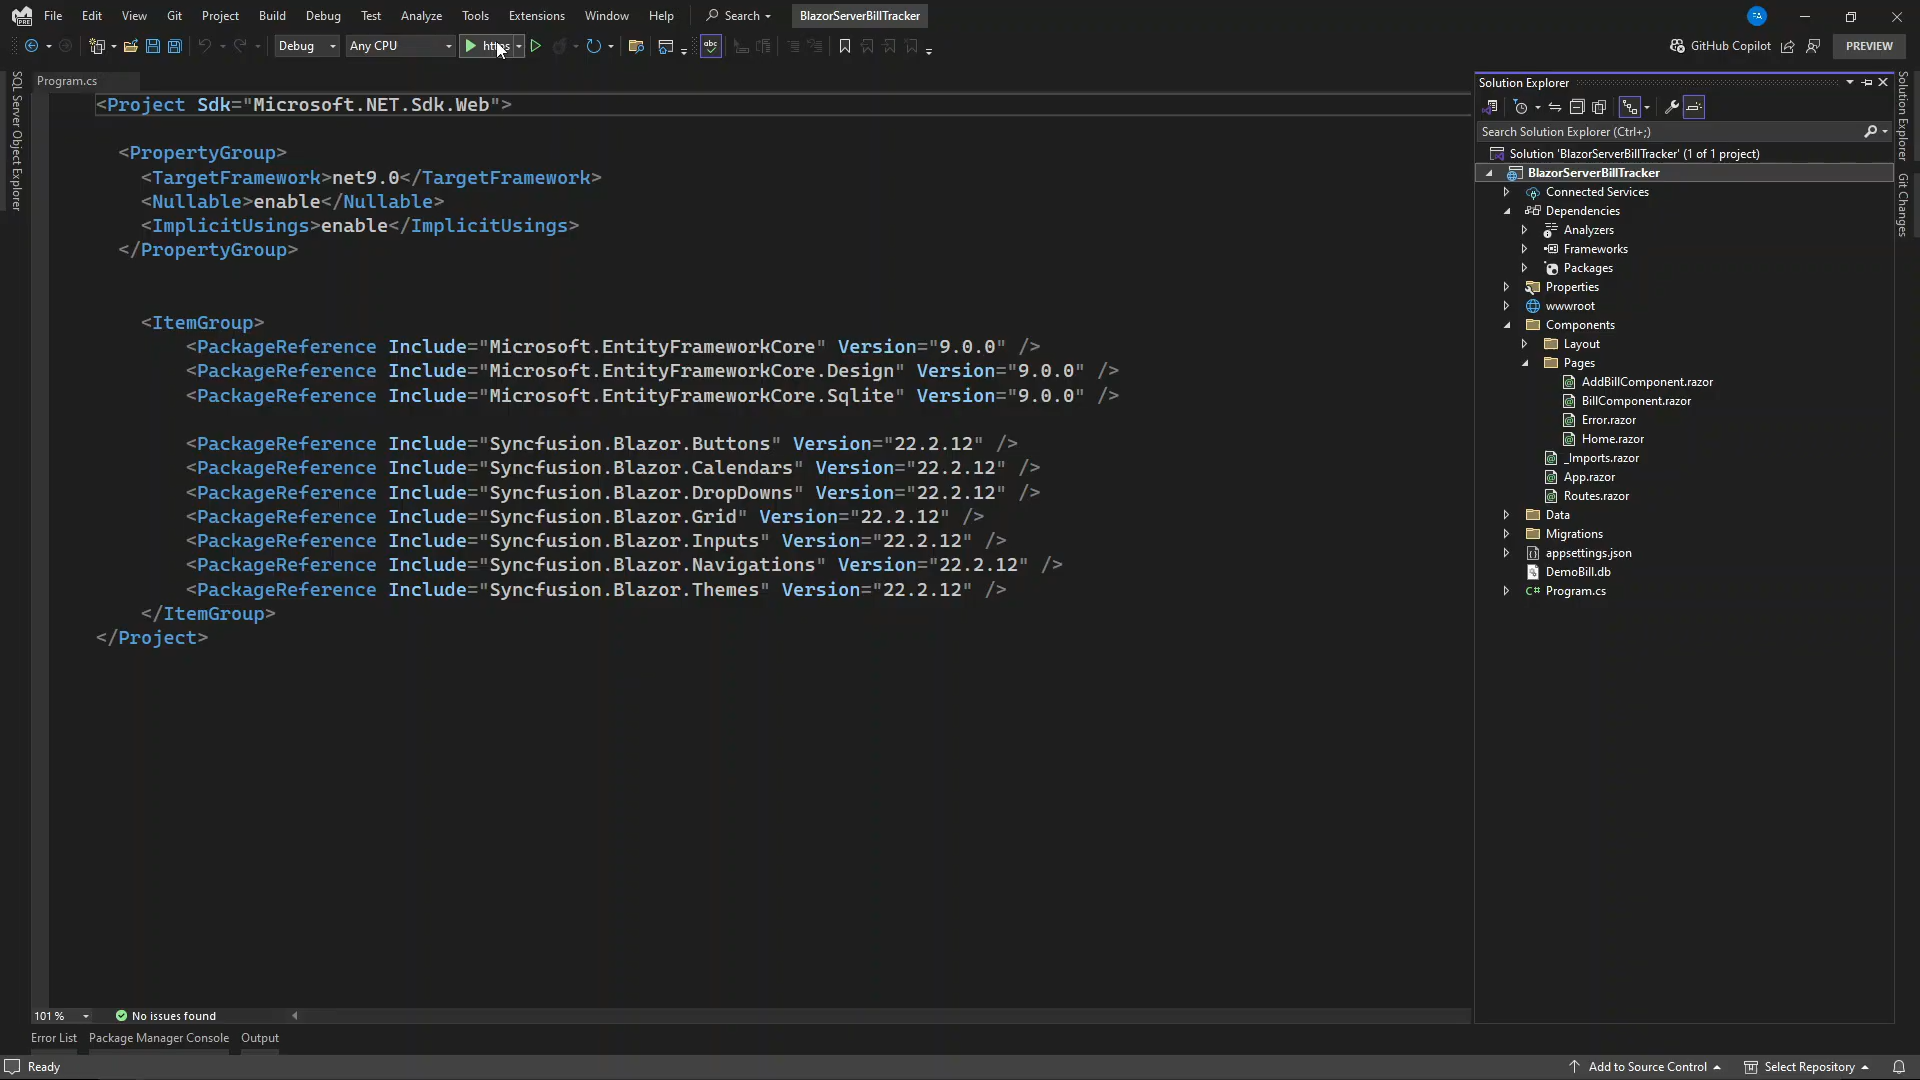 File Edit View Git Project Build Debug Test Analyze Tools Extensions Window Help Search BlazorServerBillTracker FA
Debug Any CPU https abc GitHub Copilot PREVIEW
SQL Server Object Explorer
Program.cs
<Project Sdk="Microsoft.NET.Sdk.Web">
<PropertyGroup>
<TargetFramework>net9.0</TargetFramework>
<Nullable>enable</Nullable>
<ImplicitUsings>enable</ImplicitUsings>
</PropertyGroup>
<ItemGroup>
<PackageReference Include="Microsoft.EntityFrameworkCore" Version="9.0.0" />
<PackageReference Include="Microsoft.EntityFrameworkCore.Design" Version="9.0.0" />
<PackageReference Include="Microsoft.EntityFrameworkCore.Sqlite" Version="9.0.0" />
<PackageReference Include="Syncfusion.Blazor.Buttons" Version="22.2.12" />
<PackageReference Include="Syncfusion.Blazor.Calendars" Version="22.2.12" />
<PackageReference Include="Syncfusion.Blazor.DropDowns" Version="22.2.12" />
<PackageReference Include="Syncfusion.Blazor.Grid" Version="22.2.12" />
<PackageReference Include="Syncfusion.Blazor.Inputs" Version="22.2.12" />
<PackageReference Include="Syncfusion.Blazor.Navigations" Version="22.2.12" />
<PackageReference Include="Syncfusion.Blazor.Themes" Version="22.2.12" />
</ItemGroup>
</Project>
Solution Explorer
Search Solution Explorer (Ctrl+;)
Solution 'BlazorServerBillTracker' (1 of 1 project)
BlazorServerBillTracker
Connected Services
Dependencies
Analyzers
Frameworks
Packages
Properties
wwwroot
Components
Layout
Pages
AddBillComponent.razor
BillComponent.razor
Error.razor
Home.razor
_Imports.razor
App.razor
Routes.razor
Data
Migrations
appsettings.json
DemoBill.db
C# Program.cs
Solution Explorer
Git Changes
101 % No issues found
Error List Package Manager Console Output
Ready Add to Source Control Select Repository